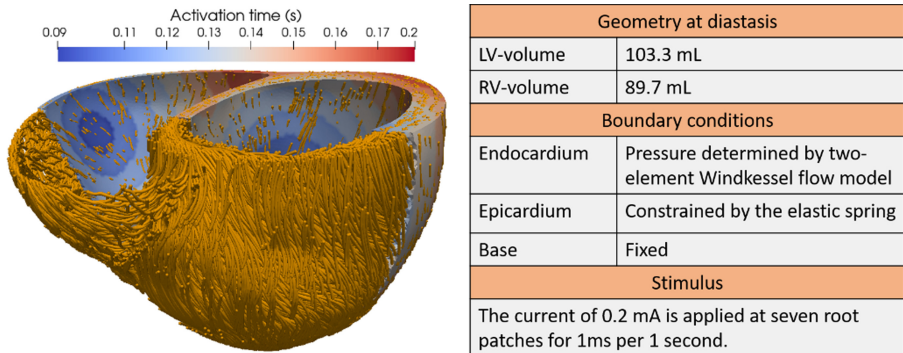 Activation time (s)
0.09 0.11 0.12 0.13 0.14 0.15 0.16 0.17 0.2
Geometry at diastasis
LV-volume 103.3 mL
RV-volume 89.7 mL
Boundary conditions
Endocardium Pressure determined by two-
element Windkessel flow model
Epicardium Constrained by the elastic spring
Base Fixed
Stimulus
The current of 0.2 mA is applied at seven root
patches for 1ms per 1 second.